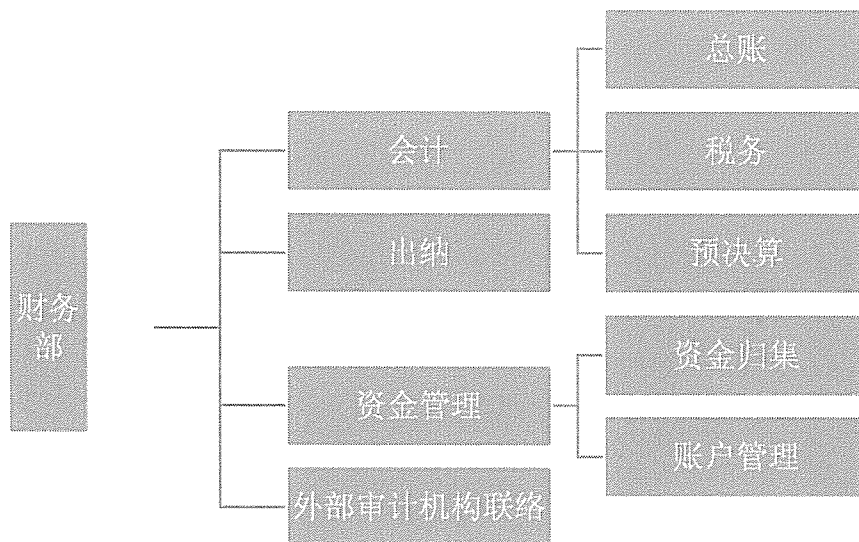 财务
部
会计
总账
税务
预决算
出纳
资金管理
资金归集
账户管理
外部审计机构联络